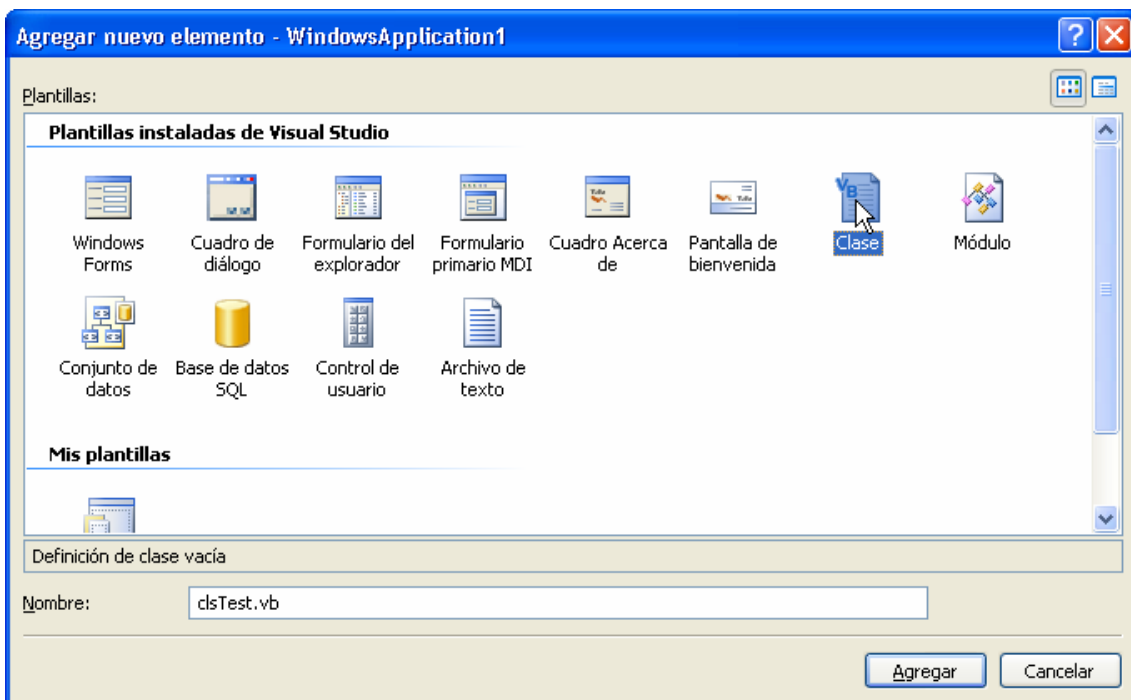 Agregar nuevo elemento - WindowsApplication1
Plantillas:
Plantillas instaladas de Visual Studio
Windows Forms
Cuadro de diálogo
Formulario del explorador
Formulario primario MDI
Cuadro Acerca de
Pantalla de bienvenida
Clase
Módulo
Conjunto de datos
Base de datos SQL
Control de usuario
Archivo de texto
Mis plantillas
Definición de clase vacía
Nombre: clsTest.vb
Agregar Cancelar